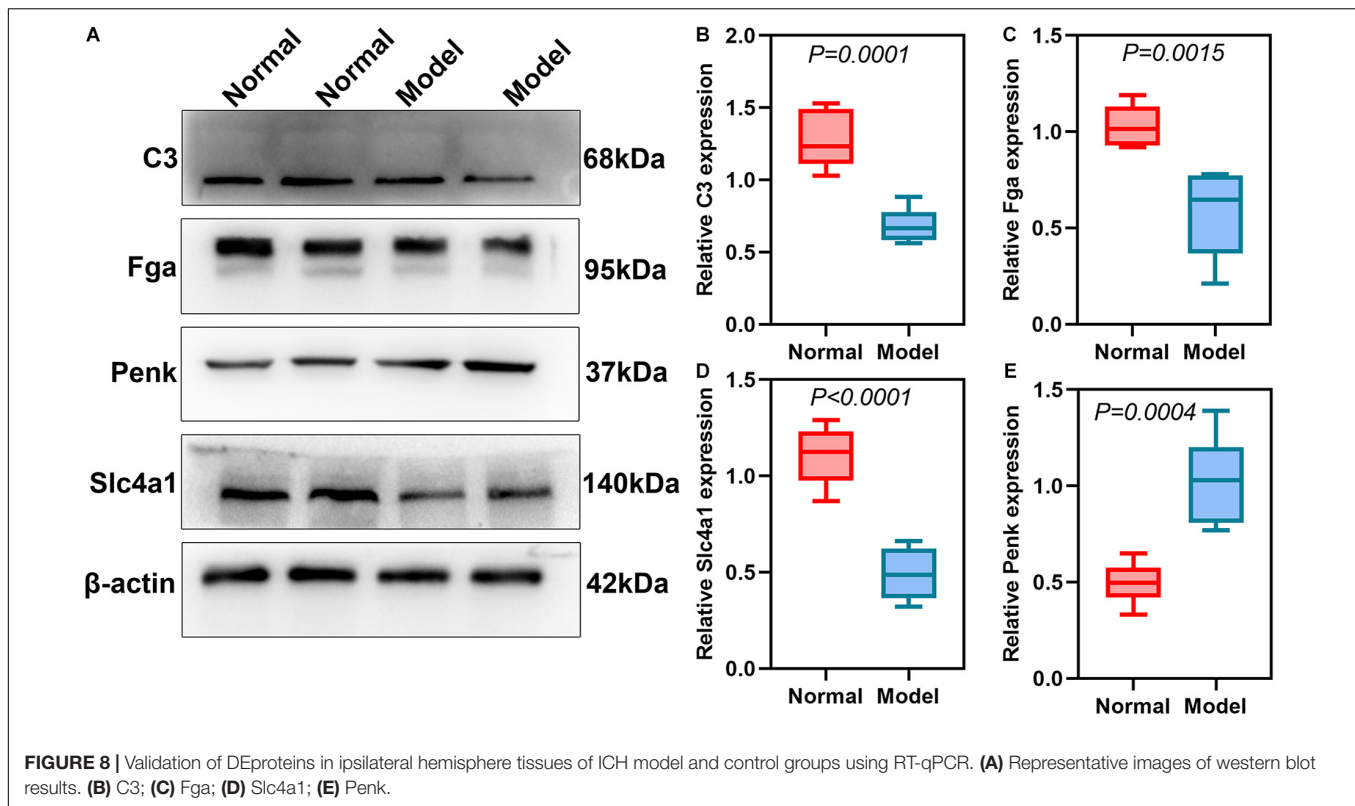 A
Normal Normal Model Model
C3 68kDa
Fga 95kDa
Penk 37kDa
Slc4a1 140kDa
β-actin 42kDa
B
P=0.0001
Relative C3 expression
2.0
1.5
1.0
0.5
0.0
Normal Model
C
P=0.0015
Relative Fga expression
1.5
1.0
0.5
0.0
Normal Model
D
P<0.0001
Relative Slc4a1 expression
1.5
1.0
0.5
0.0
Normal Model
E
P=0.0004
Relative Penk expression
1.5
1.0
0.5
0.0
Normal Model
FIGURE 8 | Validation of DEproteins in ipsilateral hemisphere tissues of ICH model and control groups using RT-qPCR. (A) Representative images of western blot
results. (B) C3; (C) Fga; (D) Slc4a1; (E) Penk.